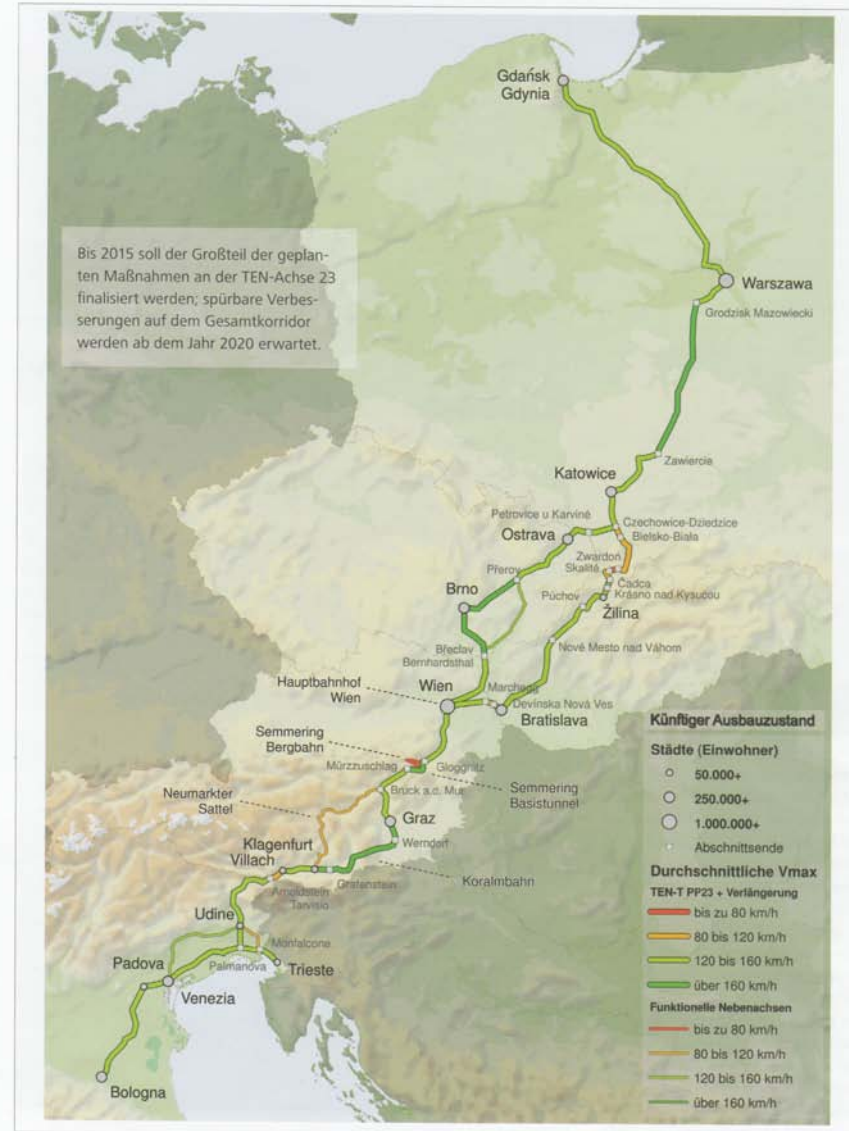 Gdańsk
Gdynia
Bis 2015 soll der Großteil der geplan-
ten Maßnahmen an der TEN-Achse 23
finalisiert werden; spürbare Verbes-
serungen auf dem Gesamtkorridor
werden ab dem Jahr 2020 erwartet.
Warszawa
Grodzisk Mazowiecki
Zawiercie
Katowice
Petrovice u Karviné
Czechowice-Dziedzice
Ostrava
Bielsko-Biała
Zwardoń
Skalité
Přerov
Čadca
Krásno nad Kysucou
Brno
Púchov
Žilina
Nové Mesto nad Váhom
Břeclav
Bernhardsthal
Hauptbahnhof
Wien
Wien
Marchegg
Devínska Nová Ves
Bratislava
Semmering
Bergbahn
Mürzzuschlag
Gloggnitz
Semmering
Basistunnel
Neumarkter
Sattel
Bruck a.d. Mur
Graz
Werndorf
Klagenfurt
Villach
Grafenstein
Koralmbahn
Arnoldstein
Tarvisio
Udine
Monfalcone
Palmanova
Trieste
Padova
Venezia
Bologna
Künftiger Ausbauzustand
Städte (Einwohner)
50.000+
250.000+
1.000.000+
Abschnittsende
Durchschnittliche Vmax
TEN-T PP23 + Verlängerung
bis zu 80 km/h
80 bis 120 km/h
120 bis 160 km/h
über 160 km/h
Funktionelle Nebenachsen
bis zu 80 km/h
80 bis 120 km/h
120 bis 160 km/h
über 160 km/h